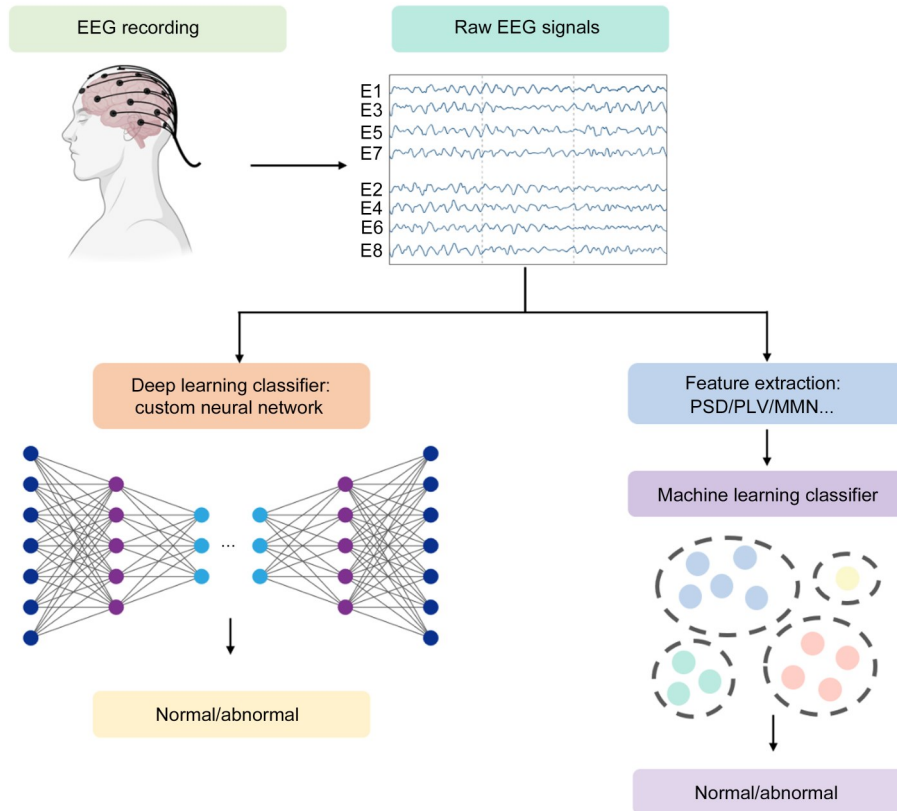 EEG recording
Raw EEG signals
E1
E3
E5
E7
E2
E4
E6
E8
Deep learning classifier:
custom neural network
...
Normal/abnormal
Feature extraction:
PSD/PLV/MMN...
Machine learning classifier
Normal/abnormal